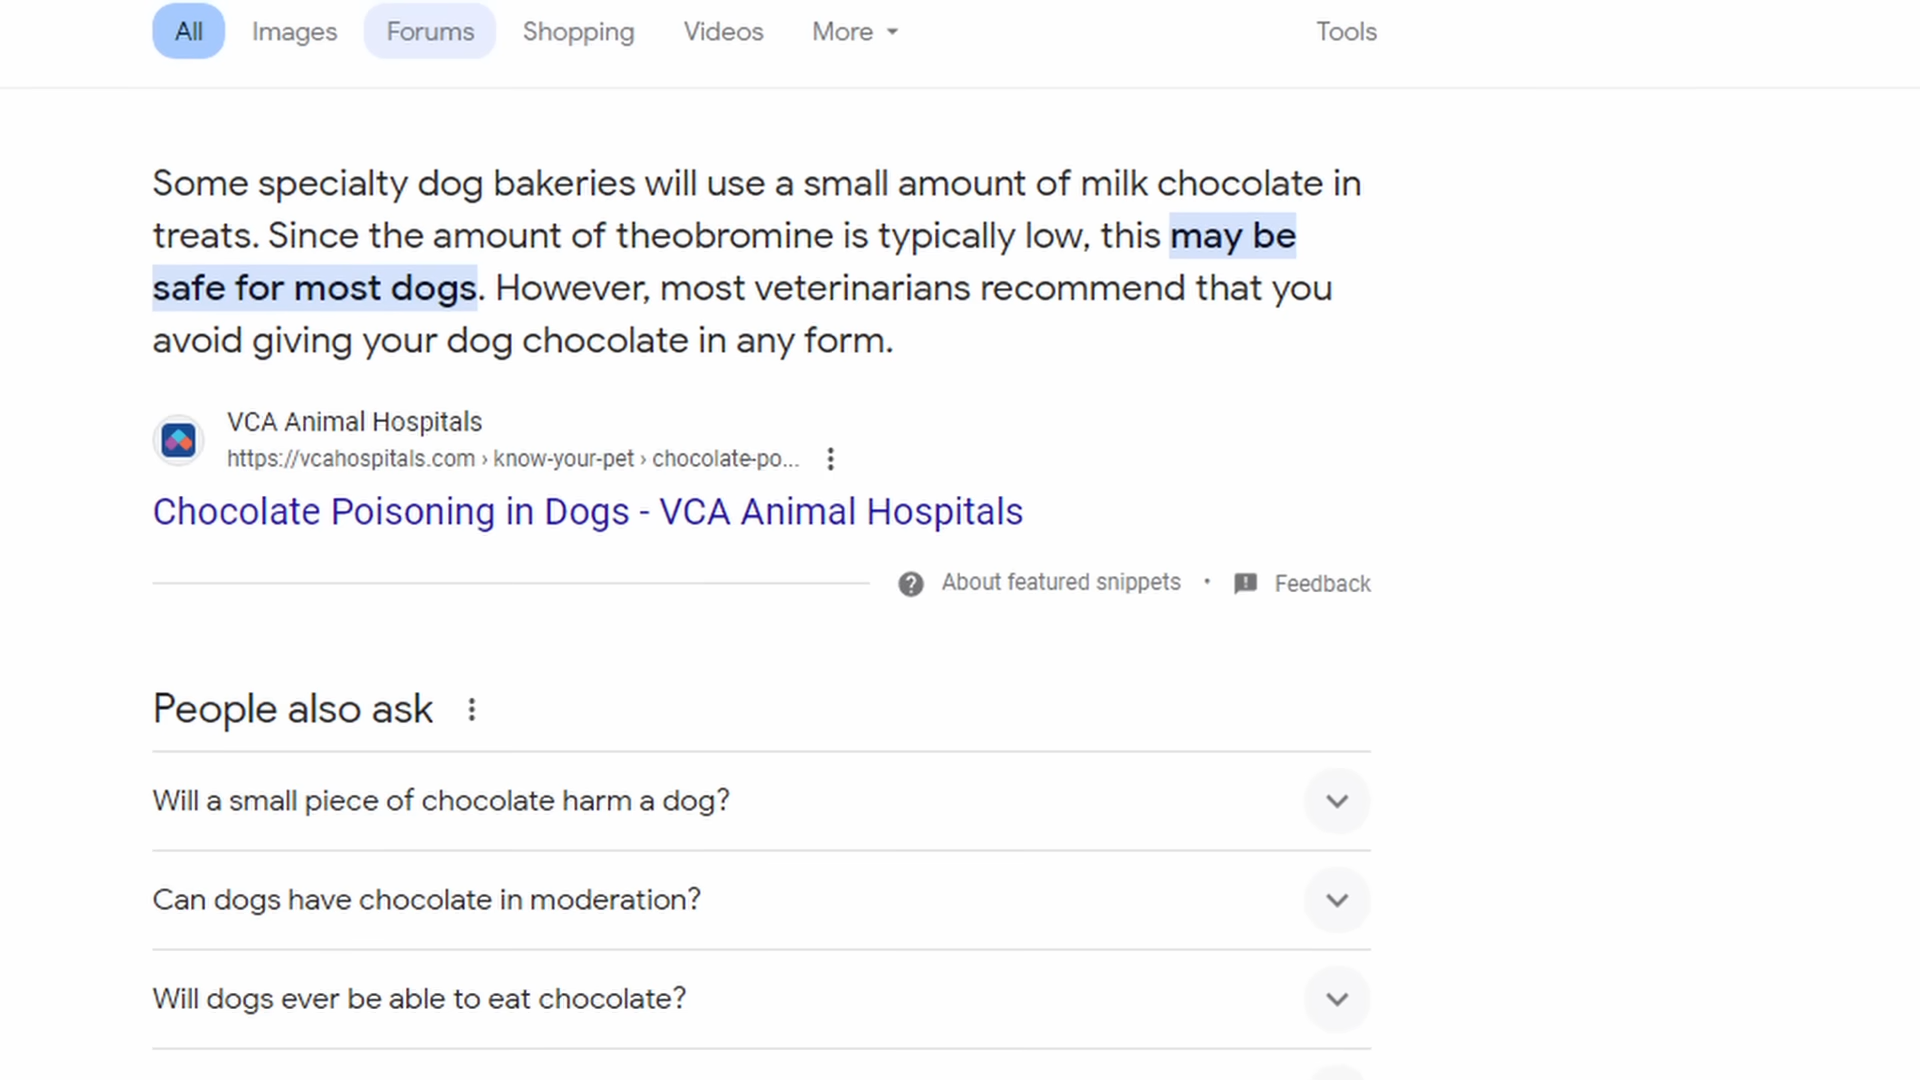 All Images Forums Shopping Videos More Tools
Some specialty dog bakeries will use a small amount of milk chocolate in
treats. Since the amount of theobromine is typically low, this may be
safe for most dogs. However, most veterinarians recommend that you
avoid giving your dog chocolate in any form.
VCA Animal Hospitals
https://vcahospitals.com › know-your-pet › chocolate-po...
Chocolate Poisoning in Dogs - VCA Animal Hospitals
About featured snippets • Feedback
People also ask
Will a small piece of chocolate harm a dog?
Can dogs have chocolate in moderation?
Will dogs ever be able to eat chocolate?